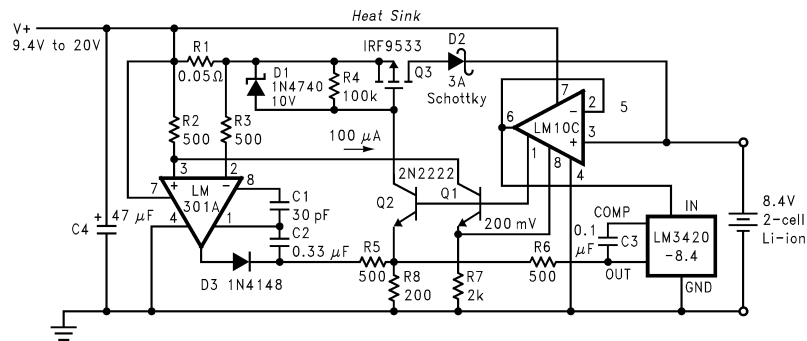 Heat Sink
V+
9.4V to 20V
R1
0.05Ω
D1
1N4740
10V
R4
100k
IRF9533
Q3
D2
3A
Schottky
R2
500
R3
500
100 µA
7
6
2
5
LM10C
3
+
1
8
4
3
2
+
−
7
LM
301A
8
4
1
C1
30 pF
C2
0.33 µF
2N2222
Q2
Q1
200 mV
C4
+
47 µF
D3 1N4148
R5
500
R8
200
R7
2k
R6
500
COMP
0.1
µF
C3
OUT
IN
LM3420
-8.4
GND
8.4V
2-cell
Li-ion